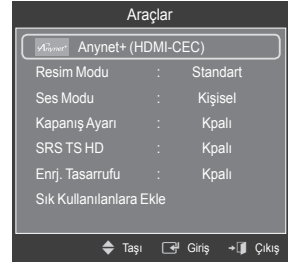 Araçlar
Anynet+ Anynet+ (HDMI-CEC)
Resim Modu : Standart
Ses Modu : Kişisel
Kapanış Ayarı : Kpalı
SRS TS HD : Kpalı
Enrj. Tasarrufu : Kpalı
Sık Kullanılanlara Ekle
Taşı Giriş Çıkış